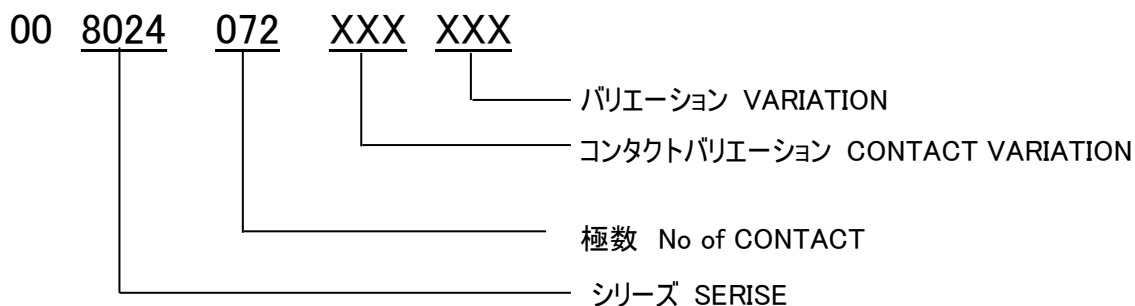 00 8024 072 XXX XXX
バリエーション VARIATION
コンタクトバリエーション CONTACT VARIATION
極数 No of CONTACT
シリーズ SERISE